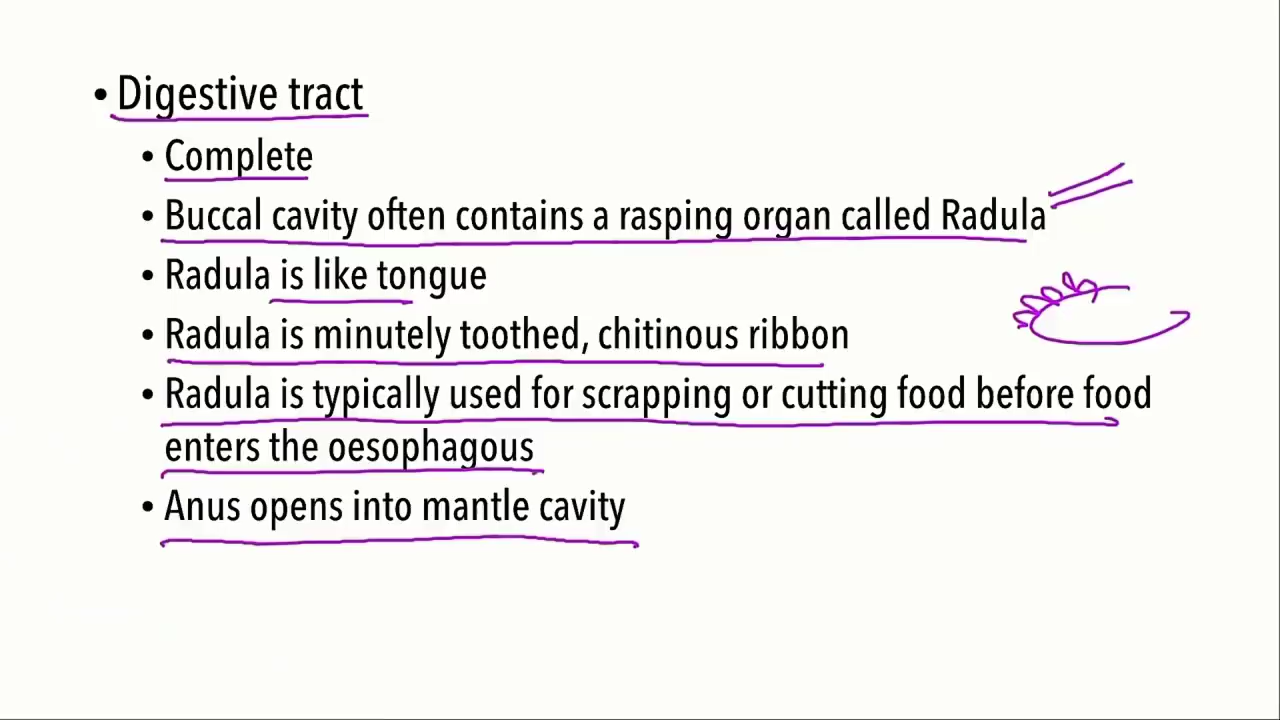 • Digestive tract
• Complete
• Buccal cavity often contains a rasping organ called Radula
• Radula is like tongue
• Radula is minutely toothed, chitinous ribbon
• Radula is typically used for scrapping or cutting food before food
enters the oesophagous
• Anus opens into mantle cavity